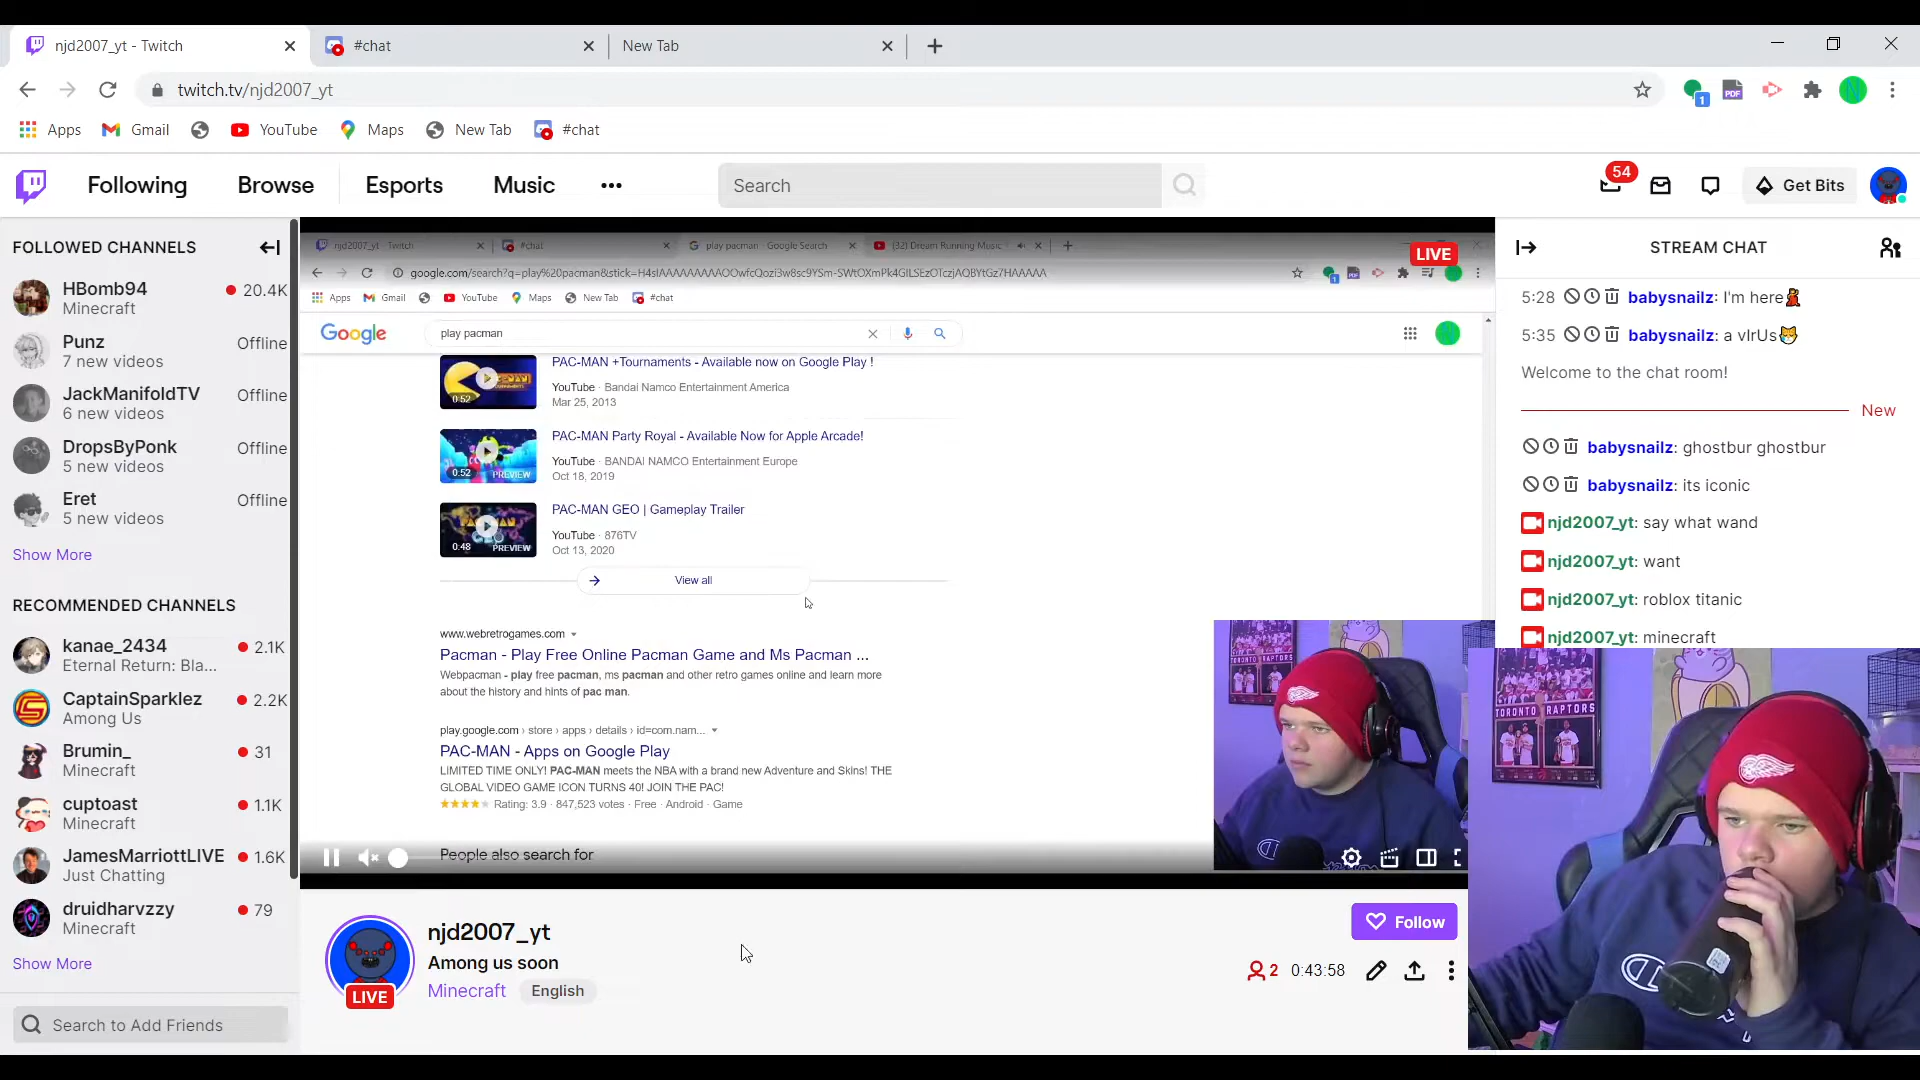 njd2007_yt - Twitch
#chat
New Tab
twitch.tv/njd2007_yt
1
PDF
N
Apps
Gmail
YouTube
Maps
New Tab
#chat
Following
Browse
Esports
Music
Search
54
Get Bits
FOLLOWED CHANNELS
HBomb94
20.4K
Minecraft
Punz
Offline
7 new videos
JackManifoldTV
Offline
6 new videos
DropsByPonk
Offline
5 new videos
Eret
Offline
5 new videos
Show More
RECOMMENDED CHANNELS
kanae_2434
2.1K
Eternal Return: Bla...
CaptainSparklez
2.2K
Among Us
Brumin_
31
Minecraft
cuptoast
1.1K
Minecraft
JamesMarriottLIVE
1.6K
Just Chatting
druidharvzzy
79
Minecraft
Show More
Search to Add Friends
njd2007_yt - Twitch
#chat
play pacman - Google Search
(32) Dream Running Music
LIVE
Apps
Gmail
YouTube
Maps
New Tab
#chat
Google
play pacman
PAC-MAN +Tournaments - Available now on Google Play !
YouTube · Bandai Namco Entertainment America
Mar 25, 2013
0:52
PAC-MAN Party Royal - Available Now for Apple Arcade!
YouTube · BANDAI NAMCO Entertainment Europe
Oct 18, 2019
0:52
PREVIEW
PAC-MAN GEO | Gameplay Trailer
YouTube · 876TV
Oct 13, 2020
0:48
PREVIEW
View all
www.webretrogames.com
Pacman - Play Free Online Pacman Game and Ms Pacman ...
Webpacman - play free pacman, ms pacman and other retro games online and learn more
about the history and hints of pac man.
play.google.com › store › apps › details › id=com.nam...
PAC-MAN - Apps on Google Play
LIMITED TIME ONLY! PAC-MAN meets the NBA with a brand new Adventure and Skins! THE
GLOBAL VIDEO GAME ICON TURNS 40! JOIN THE PAC!
Rating: 3.9 · 847,523 votes · Free · Android · Game
People also search for
TORONTO RAPTORS
njd2007_yt
Among us soon
Minecraft
English
LIVE
Follow
2
0:43:58
STREAM CHAT
5:28 babysnailz: I'm here
5:35 babysnailz: a vIrUs
Welcome to the chat room!
New
babysnailz: ghostbur ghostbur
babysnailz: its iconic
njd2007_yt: say what wand
njd2007_yt: want
njd2007_yt: roblox titanic
njd2007_yt: minecraft
TORONTO RAPTORS